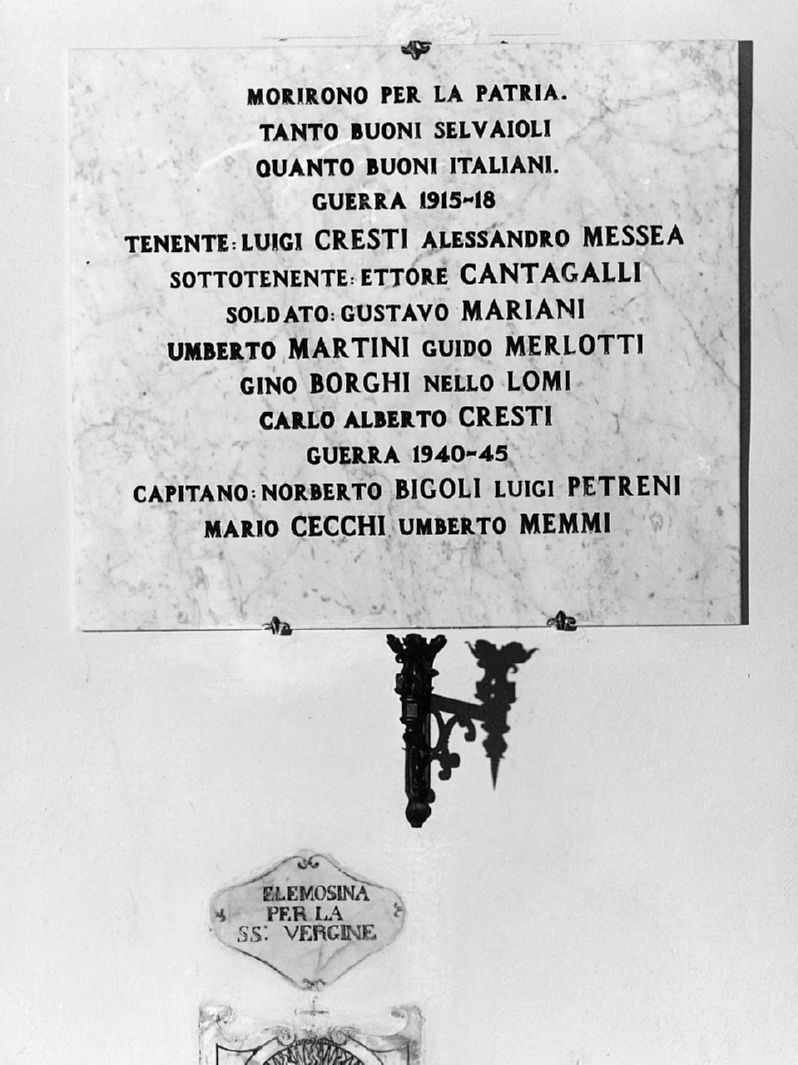 MORIRONO PER LA PATRIA.
TANTO BUONI SELVAIOLI
QUANTO BUONI ITALIANI.
GUERRA 1915-18
TENENTE: LUIGI CRESTI ALESSANDRO MESSEA
SOTTOTENENTE: ETTORE CANTAGALLI
SOLDATO: GUSTAVO MARIANI
UMBERTO MARTINI GUIDO MERLOTTI
GINO BORGHI NELLO LOMI
CARLO ALBERTO CRESTI
GUERRA 1940-45
CAPITANO: NORBERTO BIGOLI LUIGI PETRENI
MARIO CECCHI UMBERTO MEMMI
ELEMOSINA
PER LA
SS: VERGINE